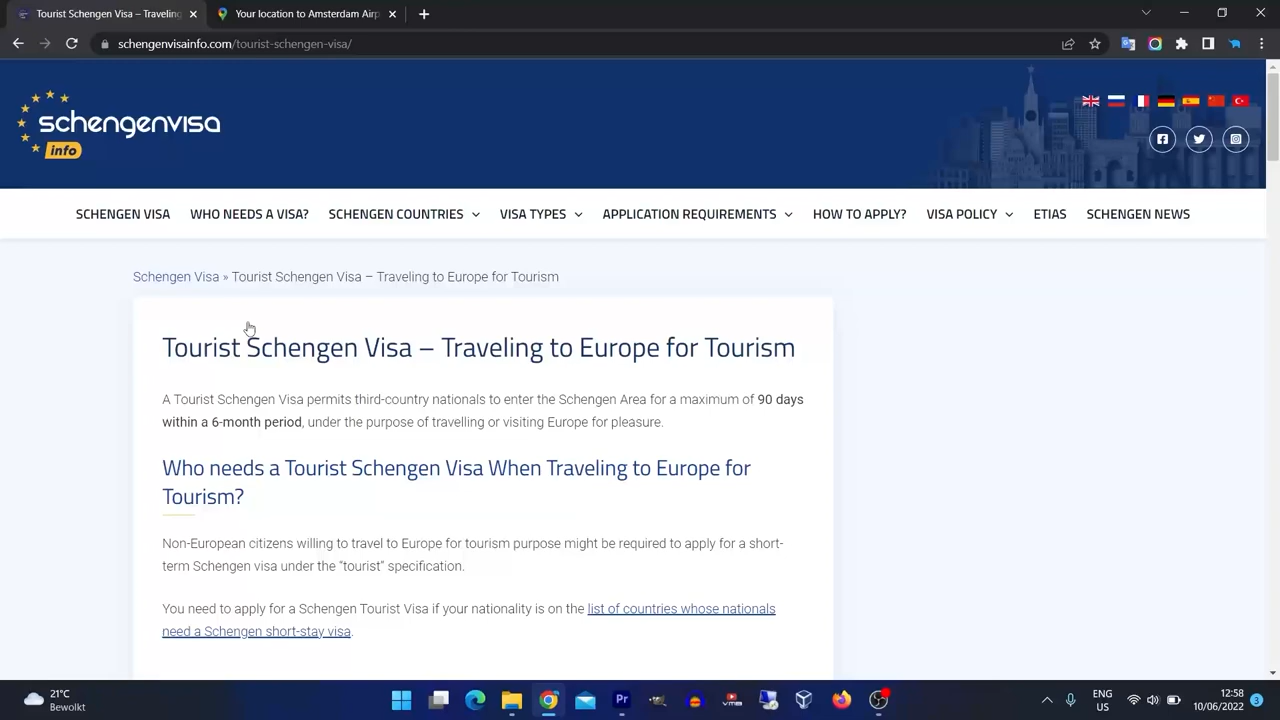 Tourist Schengen Visa – Traveling
Your location to Amsterdam Airp
schengenvisainfo.com/tourist-schengen-visa/
schengenvisa
info
SCHENGEN VISA
WHO NEEDS A VISA?
SCHENGEN COUNTRIES
VISA TYPES
APPLICATION REQUIREMENTS
HOW TO APPLY?
VISA POLICY
ETIAS
SCHENGEN NEWS
Schengen Visa » Tourist Schengen Visa – Traveling to Europe for Tourism
Tourist Schengen Visa – Traveling to Europe for Tourism
A Tourist Schengen Visa permits third-country nationals to enter the Schengen Area for a maximum of 90 days
within a 6-month period, under the purpose of travelling or visiting Europe for pleasure.
Who needs a Tourist Schengen Visa When Traveling to Europe for
Tourism?
Non-European citizens willing to travel to Europe for tourism purpose might be required to apply for a short-
term Schengen visa under the “tourist” specification.
You need to apply for a Schengen Tourist Visa if your nationality is on the list of countries whose nationals
need a Schengen short-stay visa.
21°C
Bewolkt
Pr
ENG
US
12:58
10/06/2022
3